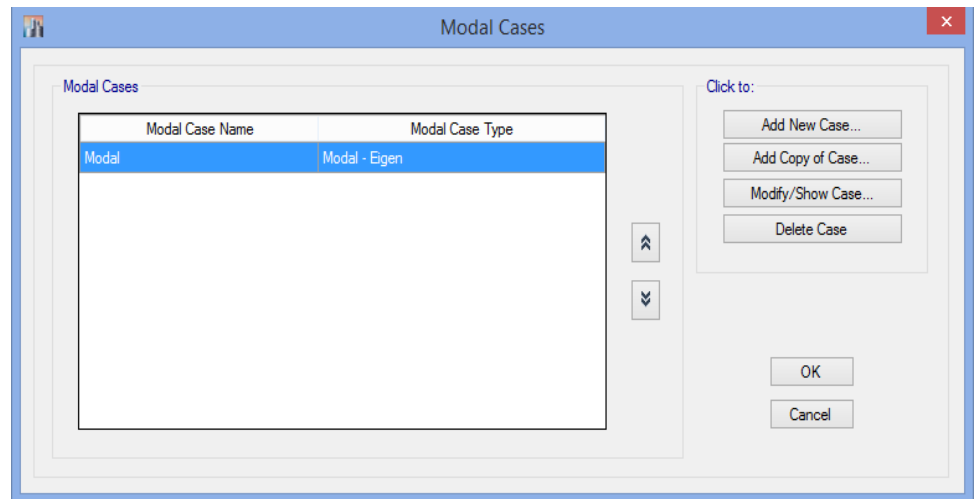 Modal Cases
Modal Cases
Modal Case Name Modal Case Type
Modal Modal - Eigen
Click to:
Add New Case...
Add Copy of Case...
Modify/Show Case...
Delete Case
OK
Cancel